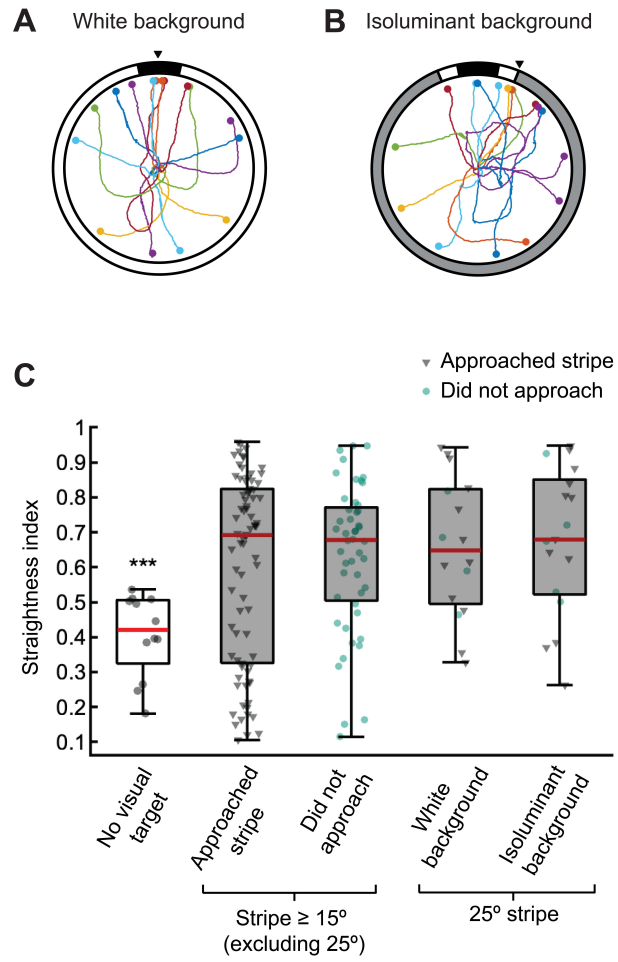 A
White background
B
Isoluminant background
C
Approached stripe
Did not approach
Straightness index
1
0.9
0.8
0.7
0.6
0.5
0.4
0.3
0.2
0.1
***
No visual
target
Approached
stripe
Did not
approach
White
background
Isoluminant
background
Stripe ≥ 15º
(excluding 25º)
25º stripe